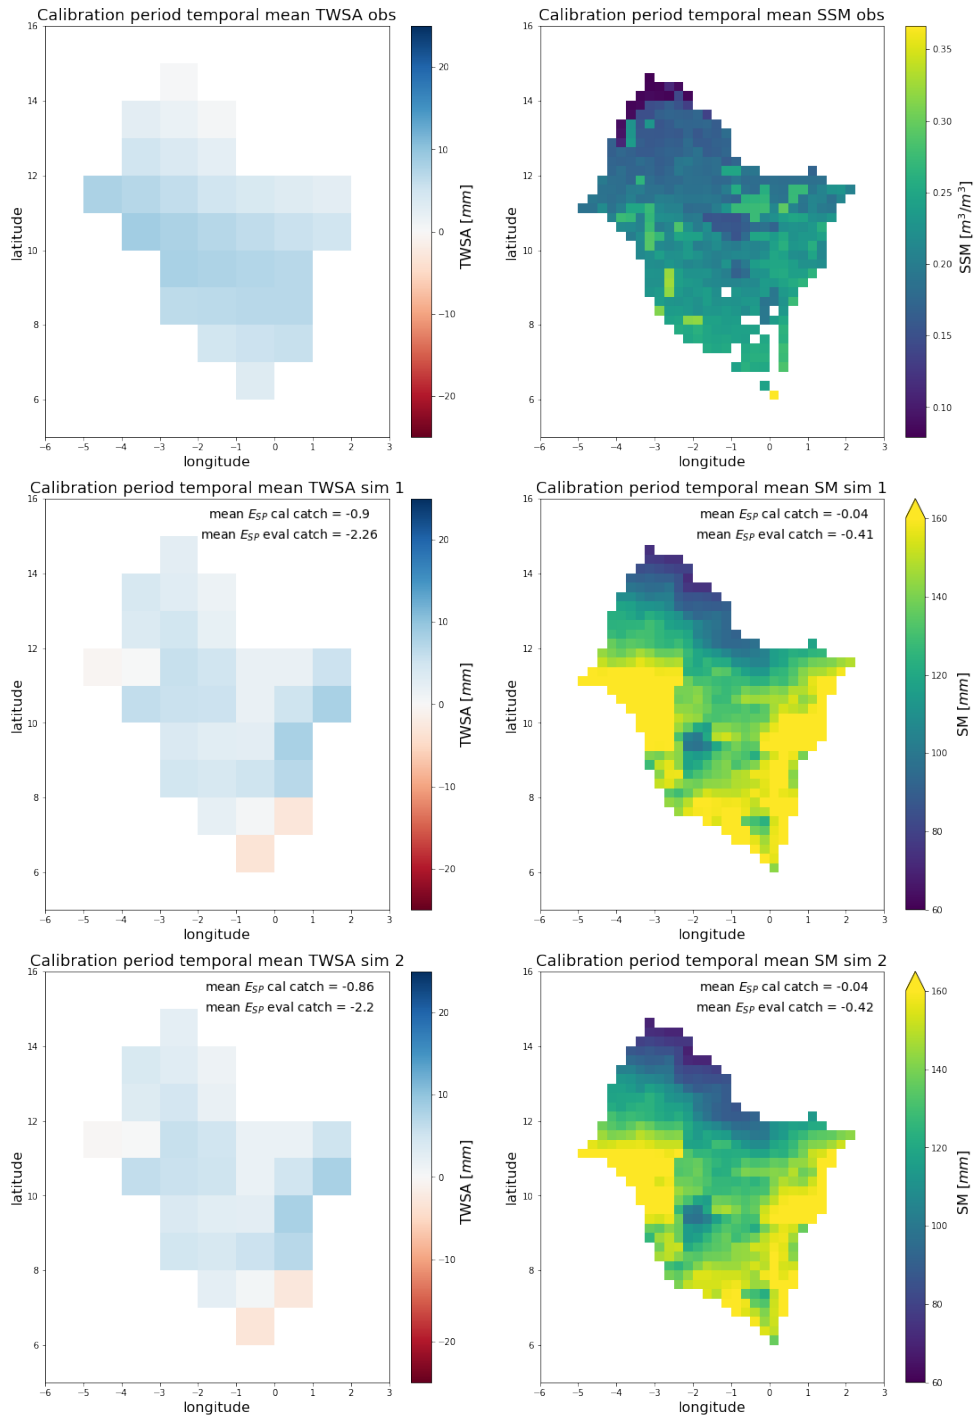 Calibration period temporal mean TWSA obs
16
14
12
10
8
6
latitude
−6 −5 −4 −3 −2 −1 0 1 2 3
longitude
20
10
0
−10
−20
TWSA [mm]
Calibration period temporal mean SSM obs
16
14
12
10
8
6
latitude
−6 −5 −4 −3 −2 −1 0 1 2 3
longitude
0.35
0.30
0.25
0.20
0.15
0.10
SSM [m³/m³]
Calibration period temporal mean TWSA sim 1
mean E_SP cal catch = -0.9
mean E_SP eval catch = -2.26
16
14
12
10
8
6
latitude
−6 −5 −4 −3 −2 −1 0 1 2 3
longitude
20
10
0
−10
−20
TWSA [mm]
Calibration period temporal mean SM sim 1
mean E_SP cal catch = -0.04
mean E_SP eval catch = -0.41
16
14
12
10
8
6
latitude
−6 −5 −4 −3 −2 −1 0 1 2 3
longitude
160
140
120
100
80
60
SM [mm]
Calibration period temporal mean TWSA sim 2
mean E_SP cal catch = -0.86
mean E_SP eval catch = -2.2
16
14
12
10
8
6
latitude
−6 −5 −4 −3 −2 −1 0 1 2 3
longitude
20
10
0
−10
−20
TWSA [mm]
Calibration period temporal mean SM sim 2
mean E_SP cal catch = -0.04
mean E_SP eval catch = -0.42
16
14
12
10
8
6
latitude
−6 −5 −4 −3 −2 −1 0 1 2 3
longitude
160
140
120
100
80
60
SM [mm]